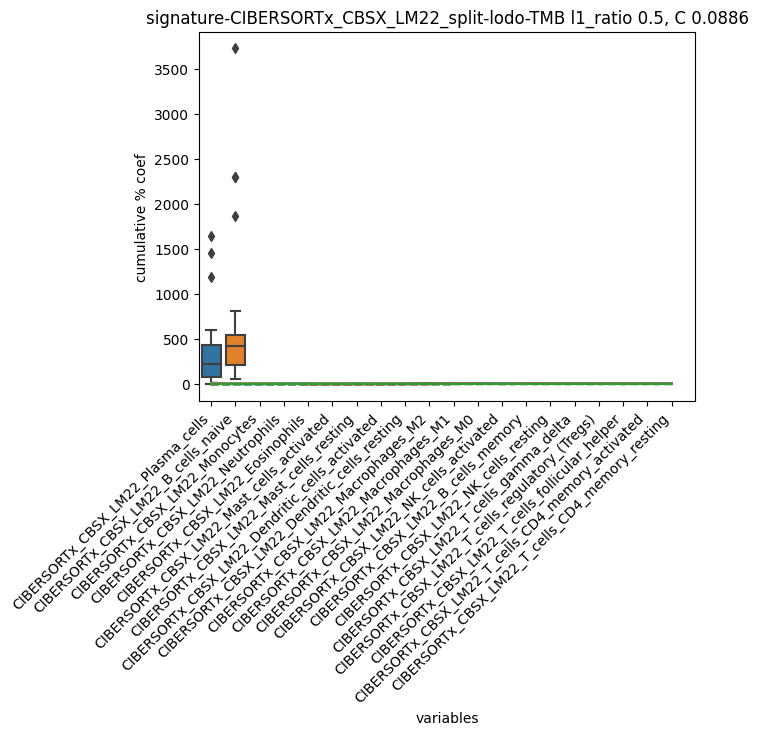 signature-CIBERSORTx_CBSX_LM22_split-lodo-TMB l1_ratio 0.5, C 0.0886
cumulative % coef
3500
3000
2500
2000
1500
1000
500
0
CIBERSORTx_CBSX_LM22_Plasma_cells
CIBERSORTx_CBSX_LM22_B_cells_naive
CIBERSORTx_CBSX_LM22_Monocytes
CIBERSORTx_CBSX_LM22_Neutrophils
CIBERSORTx_CBSX_LM22_Eosinophils
CIBERSORTx_CBSX_LM22_Mast_cells_activated
CIBERSORTx_CBSX_LM22_Mast_cells_resting
CIBERSORTx_CBSX_LM22_Dendritic_cells_activated
CIBERSORTx_CBSX_LM22_Dendritic_cells_resting
CIBERSORTx_CBSX_LM22_Macrophages_M2
CIBERSORTx_CBSX_LM22_Macrophages_M1
CIBERSORTx_CBSX_LM22_Macrophages_M0
CIBERSORTx_CBSX_LM22_NK_cells_activated
CIBERSORTx_CBSX_LM22_B_cells_memory
CIBERSORTx_CBSX_LM22_NK_cells_resting
CIBERSORTx_CBSX_LM22_T_cells_gamma_delta
CIBERSORTx_CBSX_LM22_T_cells_regulatory_(Tregs)
CIBERSORTx_CBSX_LM22_T_cells_follicular_helper
CIBERSORTx_CBSX_LM22_T_cells_CD4_memory_activated
CIBERSORTx_CBSX_LM22_T_cells_CD4_memory_resting
variables